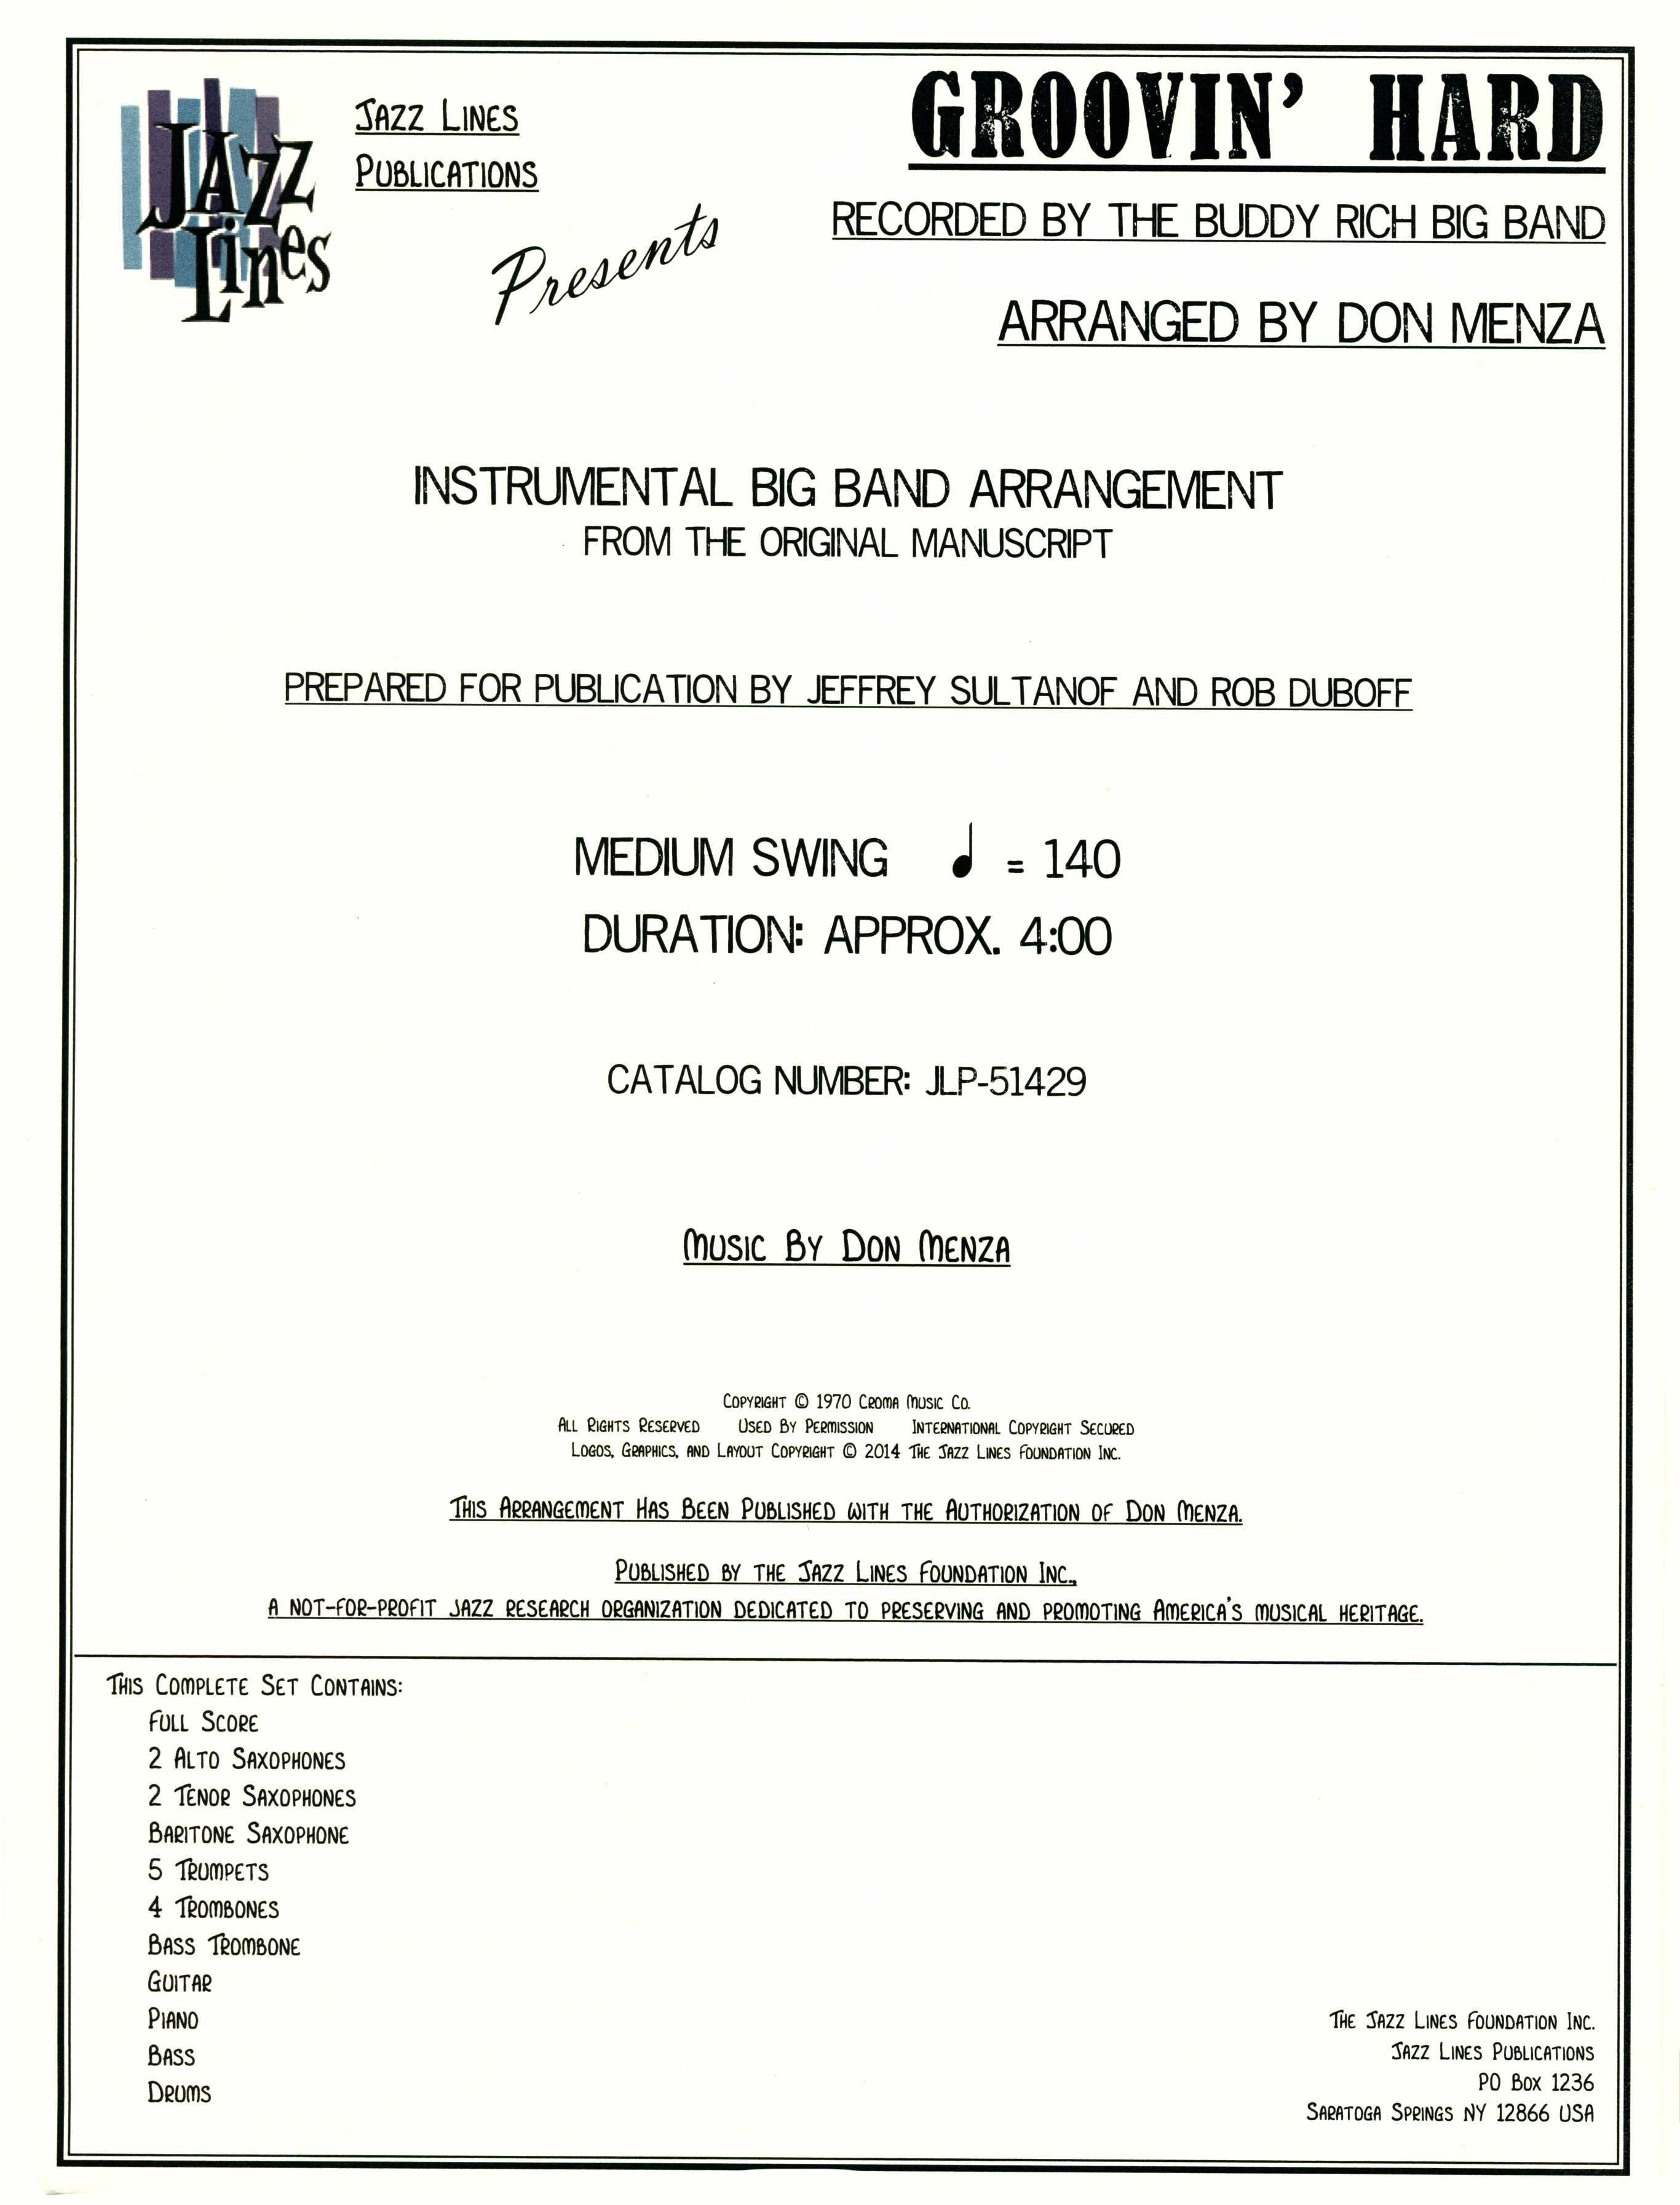 Jazz
Lines
Jazz Lines
Publications
Presents
GROOVIN' HARD
RECORDED BY THE BUDDY RICH BIG BAND
ARRANGED BY DON MENZA
INSTRUMENTAL BIG BAND ARRANGEMENT
FROM THE ORIGINAL MANUSCRIPT
PREPARED FOR PUBLICATION BY JEFFREY SULTANOF AND ROB DUBOFF
MEDIUM SWING ♩ = 140
DURATION: APPROX. 4:00
CATALOG NUMBER: JLP-51429
Music By Don Menza
Copyright © 1970 Croma Music Co.
All Rights Reserved Used By Permission International Copyright Secured
Logos, Graphics, and Layout Copyright © 2014 The Jazz Lines Foundation Inc.
This Arrangement Has Been Published with the Authorization of Don Menza.
Published by the Jazz Lines Foundation Inc.,
a not-for-profit jazz research organization dedicated to preserving and promoting America's musical heritage.
This Complete Set Contains:
Full Score
2 Alto Saxophones
2 Tenor Saxophones
Baritone Saxophone
5 Trumpets
4 Trombones
Bass Trombone
Guitar
Piano
Bass
Drums
The Jazz Lines Foundation Inc.
Jazz Lines Publications
PO Box 1236
Saratoga Springs NY 12866 USA